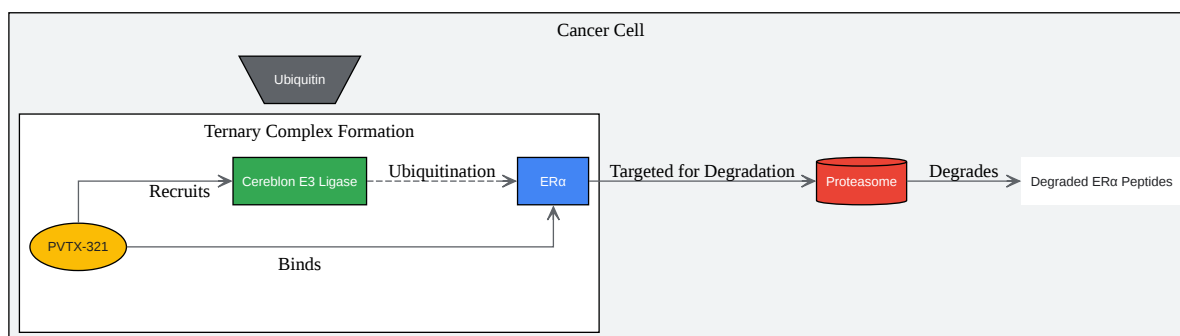 Cancer Cell
Ubiquitin
Ternary Complex Formation
Cereblon E3 Ligase
Ubiquitination
ERα
Targeted for Degradation
Proteasome
Degrades
Degraded ERα Peptides
Recruits
PVTX-321
Binds